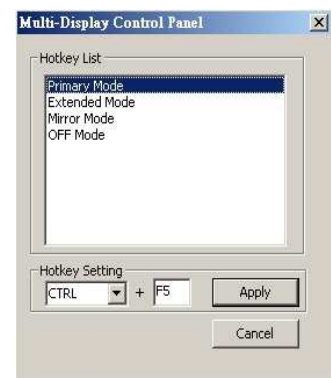 Multi-Display Control Panel
Hotkey List
Primary Mode
Extended Mode
Mirror Mode
OFF Mode
Hotkey Setting
CTRL + F5 Apply
Cancel